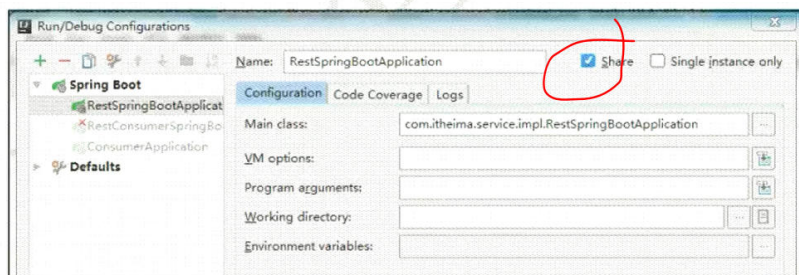 Run/Debug Configurations
Name: RestSpringBootApplication Share Single instance only
Spring Boot
RestSpringBootApplicat
RestConsumerSpringBo
ConsumerApplication
Defaults
Configuration Code Coverage Logs
Main class: com.itheima.service.impl.RestSpringBootApplication
VM options:
Program arguments:
Working directory:
Environment variables: